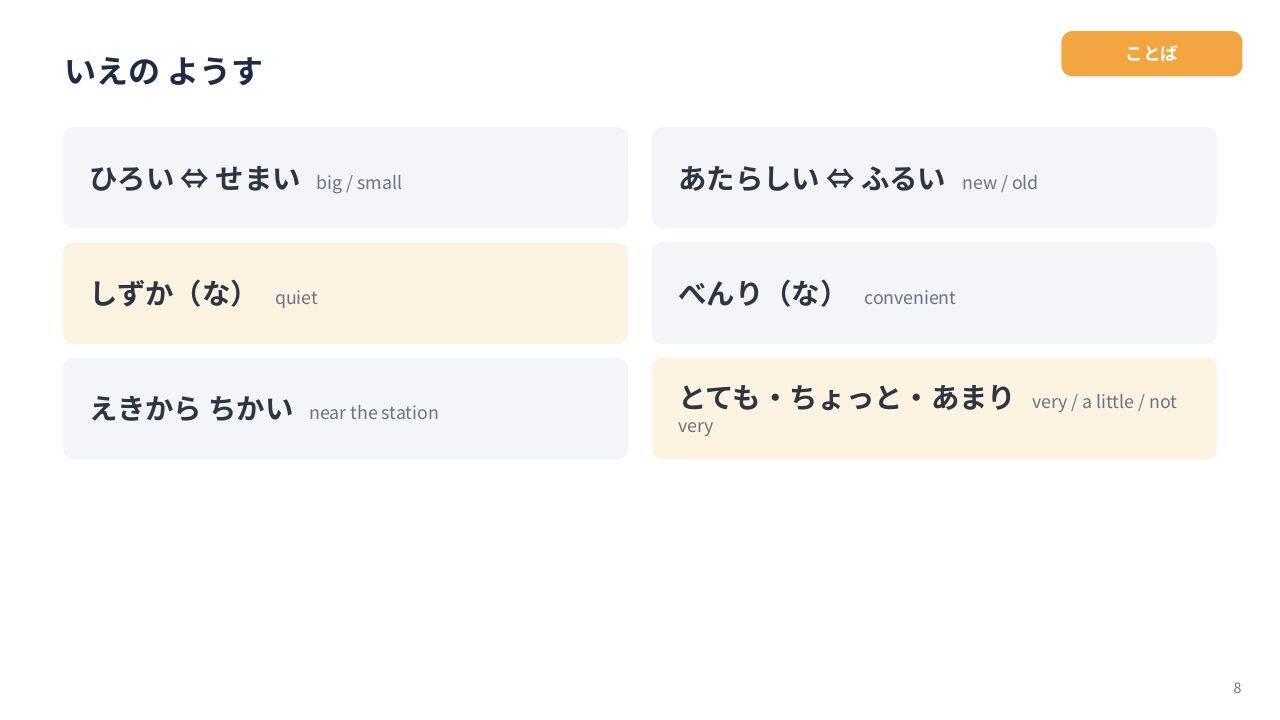 いえの ようす
ことば
ひろい ⇔ せまい big / small
あたらしい ⇔ ふるい new / old
しずか（な） quiet
べんり（な） convenient
えきから ちかい near the station
とても・ちょっと・あまり very / a little / not
very
8